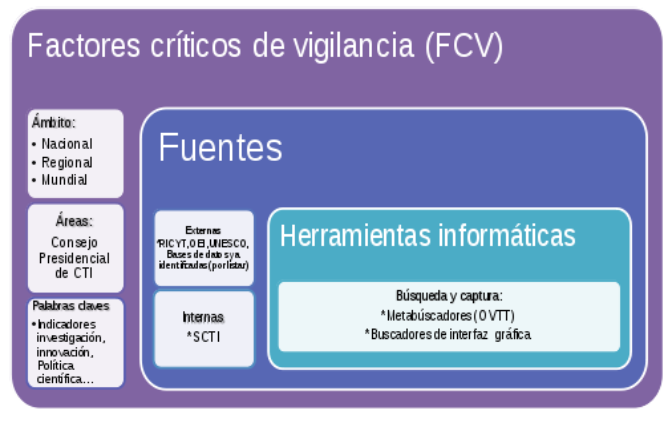 Factores críticos de vigilancia (FCV)
Ámbito:
• Nacional
• Regional
• Mundial
Áreas:
Consejo
Presidencial
de CTI
Palabras claves
•Indicadores
investigación,
innovación,
Política
científica...
Fuentes
Externas
*RICYT,OEI,UNESCO,
Bases de datos ya
identificadas(por listar)
Internas
*SCTI
Herramientas informáticas
Búsqueda y captura:
*Metabúscadores (OVTT)
*Buscadores de interfaz gráfica